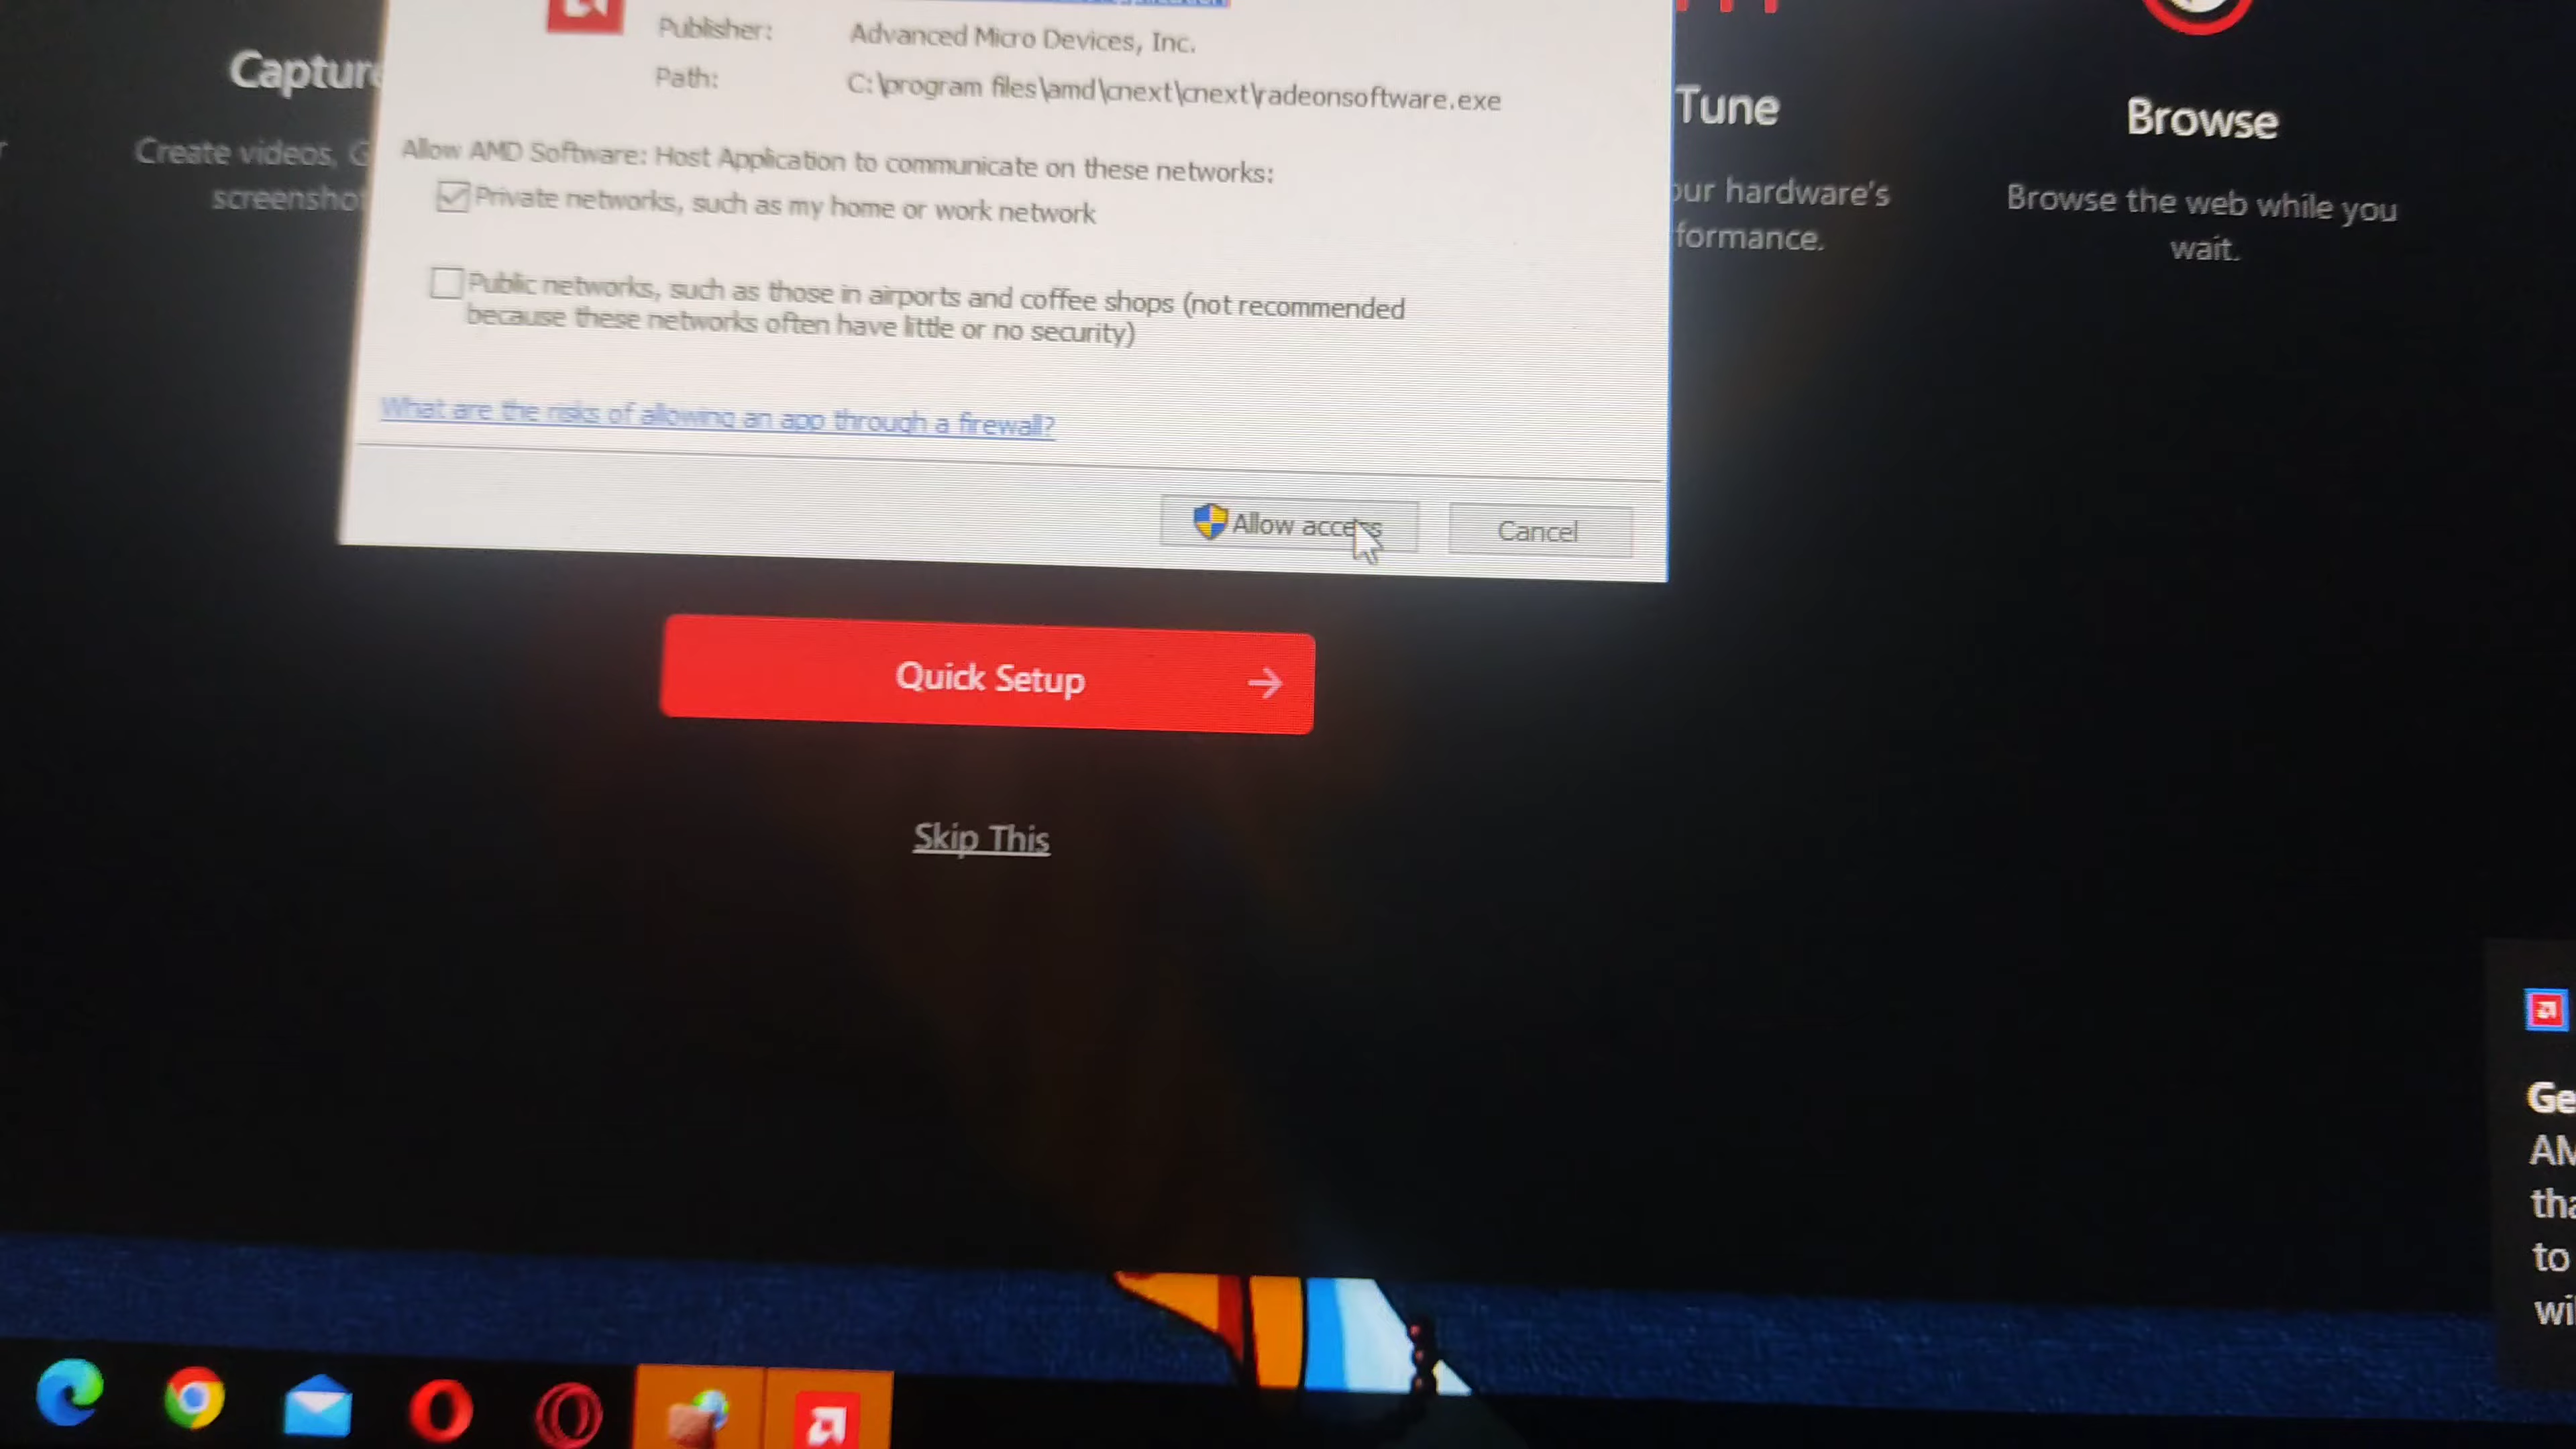 Publisher: Advanced Micro Devices, Inc.
Path: C:\program files\amd\cnext\cnext\radeonsoftware.exe
Allow AMD Software: Host Application to communicate on these networks:
Private networks, such as my home or work network
Public networks, such as those in airports and coffee shops (not recommended
because these networks often have little or no security)
What are the risks of allowing an app through a firewall?
Allow access
Cancel
Capture
Create videos, G
screenshot
Tune
our hardware's
formance.
Browse
Browse the web while you
wait.
Quick Setup
Skip This
Ge
AM
tha
to
wi